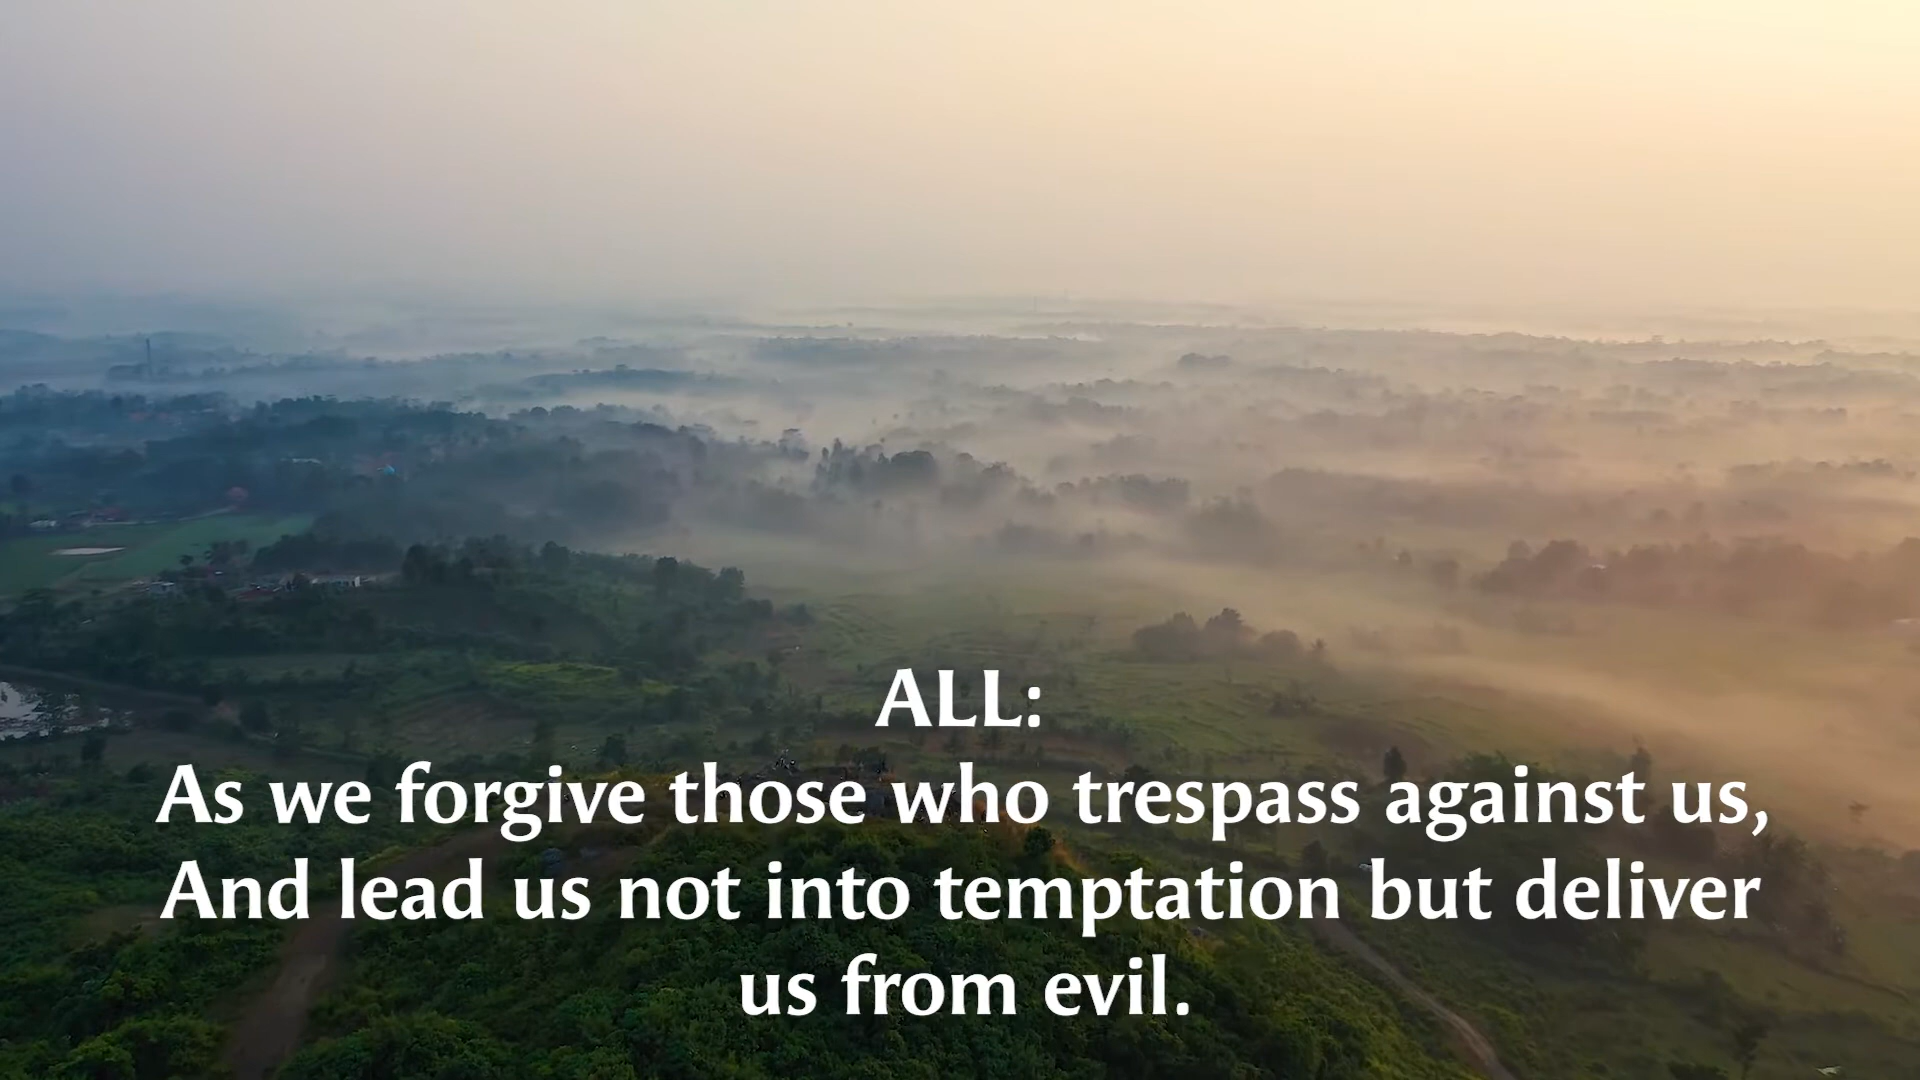 ALL:
As we forgive those who trespass against us,
And lead us not into temptation but deliver
us from evil.